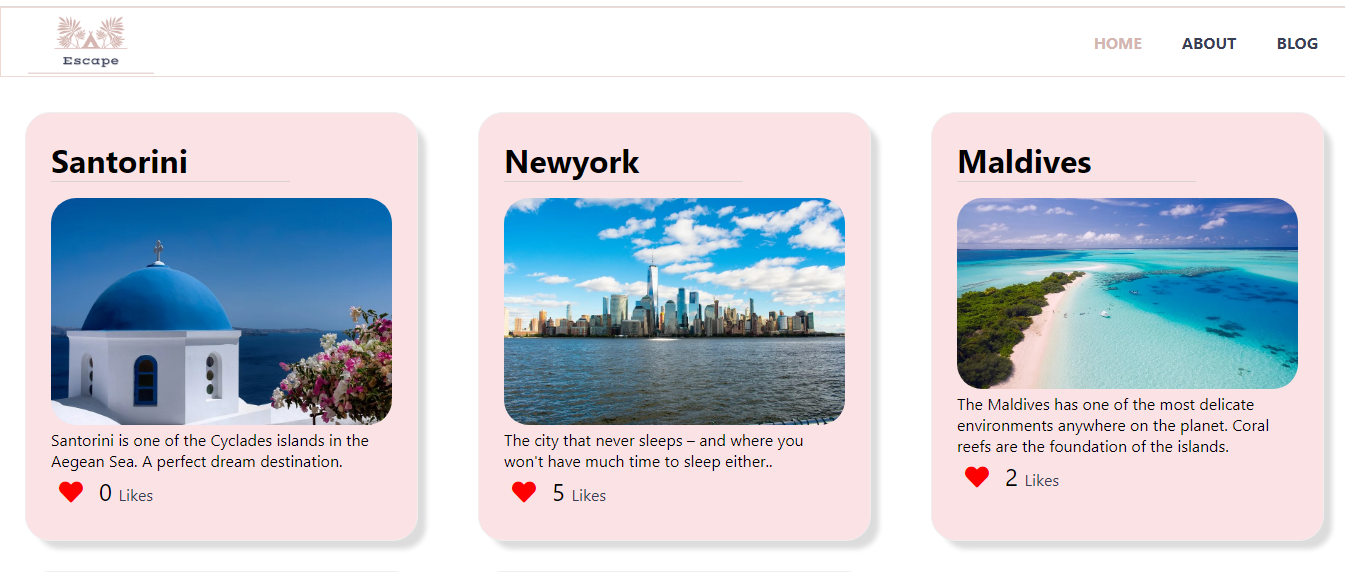 Escape
HOME ABOUT BLOG
Santorini
Santorini is one of the Cyclades islands in the
Aegean Sea. A perfect dream destination.
0 Likes
Newyork
The city that never sleeps – and where you
won't have much time to sleep either..
5 Likes
Maldives
The Maldives has one of the most delicate
environments anywhere on the planet. Coral
reefs are the foundation of the islands.
2 Likes